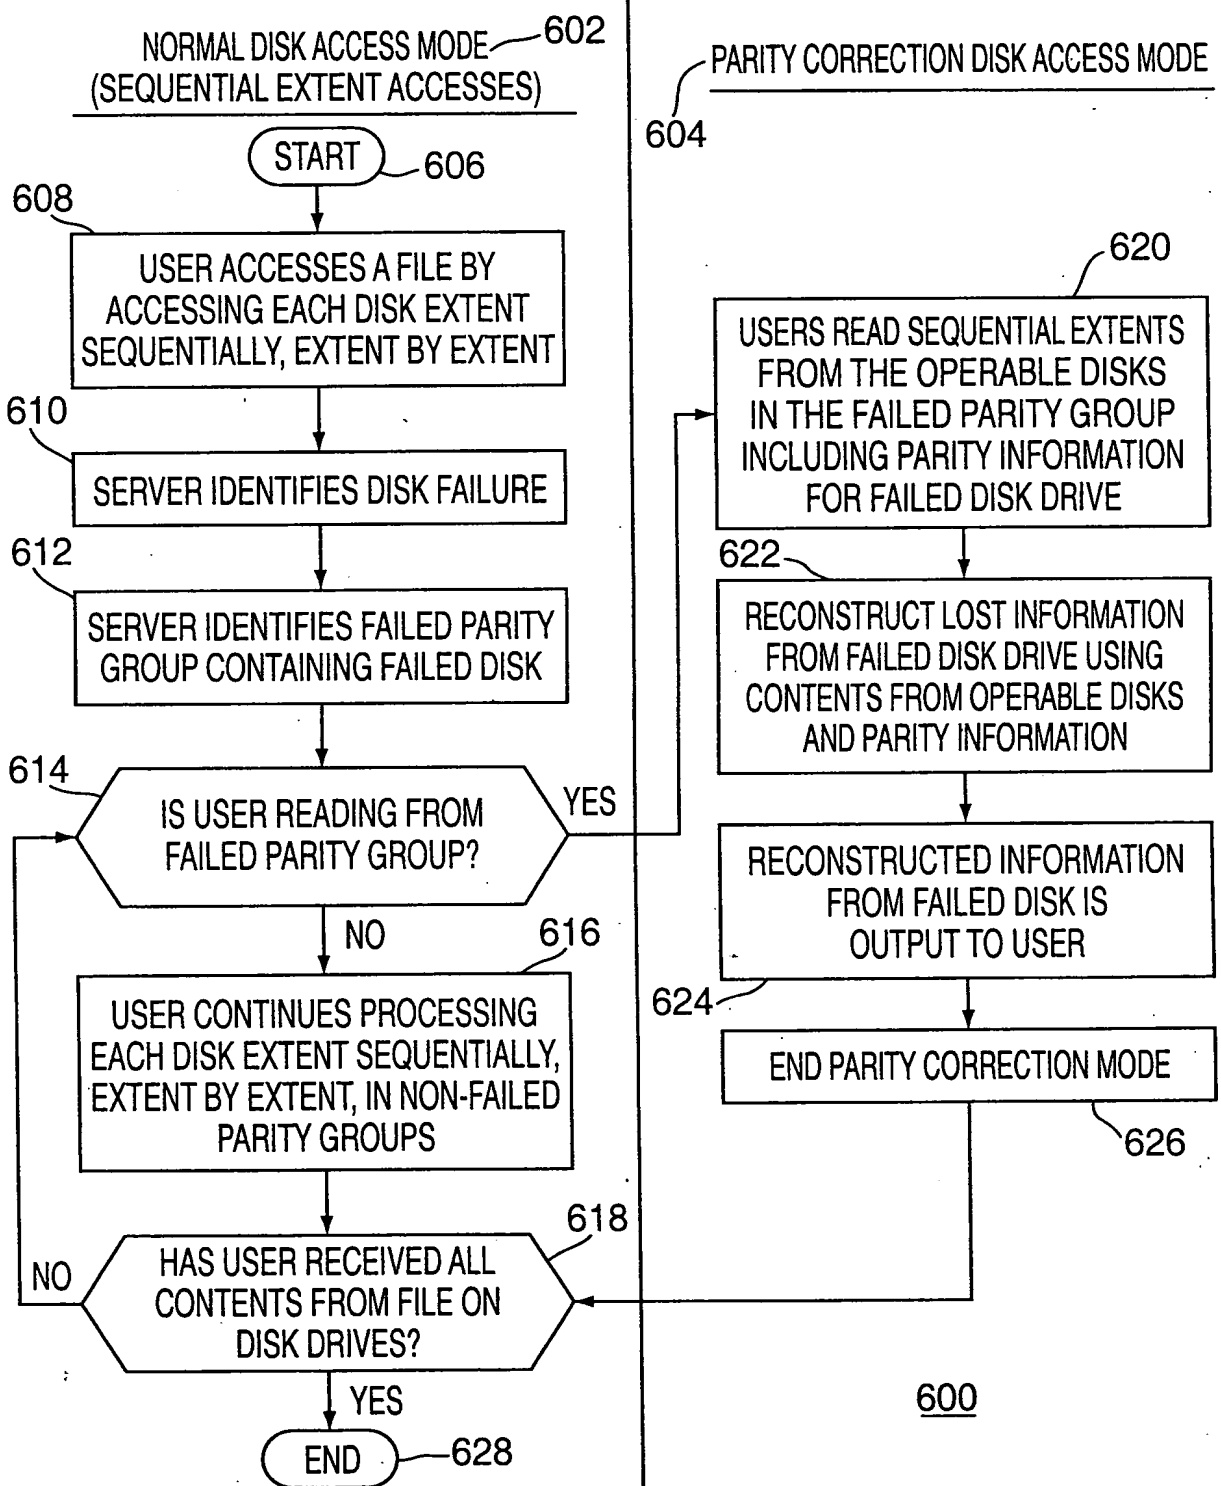 NORMAL DISK ACCESS MODE 602
(SEQUENTIAL EXTENT ACCESSES)
START
606
608
USER ACCESSES A FILE BY
ACCESSING EACH DISK EXTENT
SEQUENTIALLY, EXTENT BY EXTENT
610
SERVER IDENTIFIES DISK FAILURE
612
SERVER IDENTIFIES FAILED PARITY
GROUP CONTAINING FAILED DISK
614
IS USER READING FROM
FAILED PARITY GROUP?
YES
NO
616
USER CONTINUES PROCESSING
EACH DISK EXTENT SEQUENTIALLY,
EXTENT BY EXTENT, IN NON-FAILED
PARITY GROUPS
618
HAS USER RECEIVED ALL
CONTENTS FROM FILE ON
DISK DRIVES?
NO
YES
END
628
PARITY CORRECTION DISK ACCESS MODE
604
620
USERS READ SEQUENTIAL EXTENTS
FROM THE OPERABLE DISKS
IN THE FAILED PARITY GROUP
INCLUDING PARITY INFORMATION
FOR FAILED DISK DRIVE
622
RECONSTRUCT LOST INFORMATION
FROM FAILED DISK DRIVE USING
CONTENTS FROM OPERABLE DISKS
AND PARITY INFORMATION
RECONSTRUCTED INFORMATION
FROM FAILED DISK IS
OUTPUT TO USER
624
END PARITY CORRECTION MODE
626
600